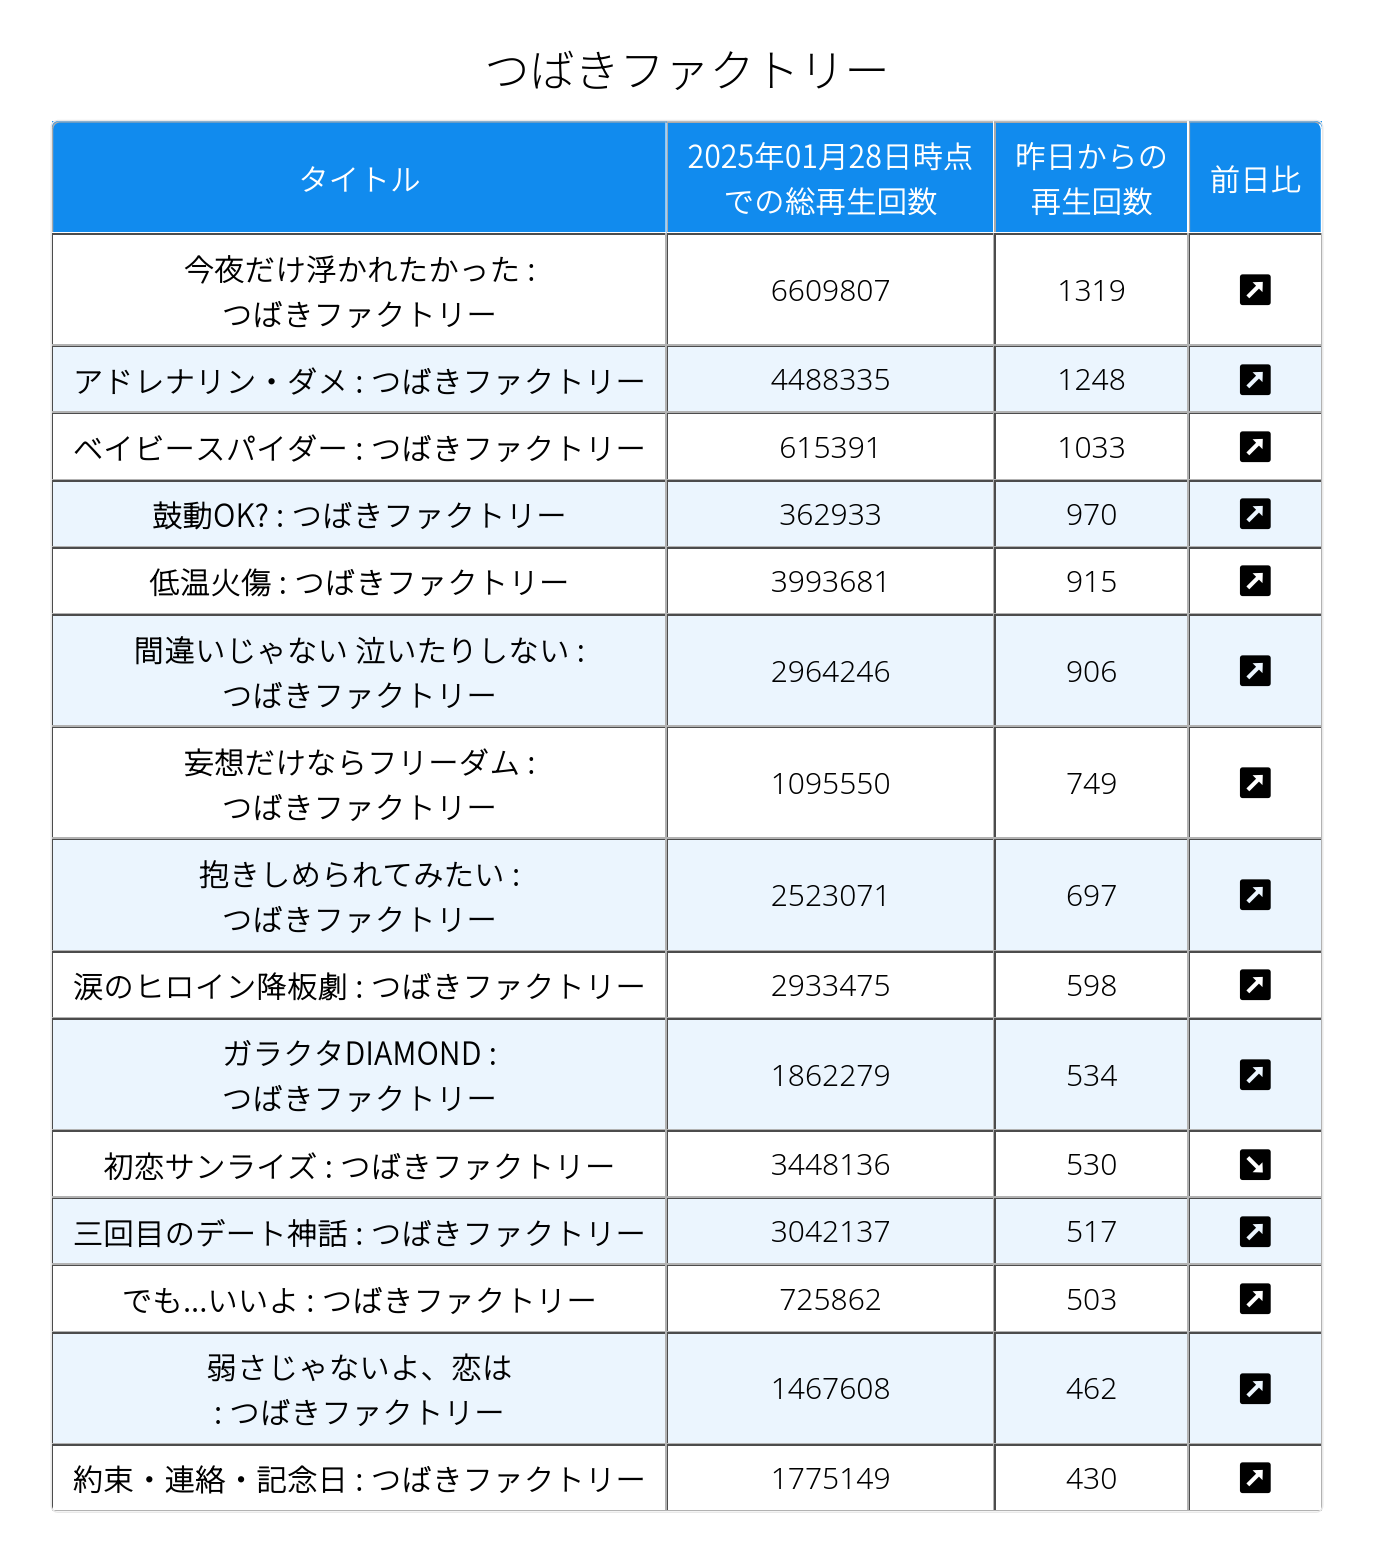 つばきファクトリー
タイトル
2025年01月28日時点
での総再生回数
昨日からの
再生回数
前日比
今夜だけ浮かれたかった :
つばきファクトリー
6609807
1319
アドレナリン・ダメ : つばきファクトリー
4488335
1248
ベイビースパイダー : つばきファクトリー
615391
1033
鼓動OK? : つばきファクトリー
362933
970
低温火傷 : つばきファクトリー
3993681
915
間違いじゃない 泣いたりしない :
つばきファクトリー
2964246
906
妄想だけならフリーダム :
つばきファクトリー
1095550
749
抱きしめられてみたい :
つばきファクトリー
2523071
697
涙のヒロイン降板劇 : つばきファクトリー
2933475
598
ガラクタDIAMOND :
つばきファクトリー
1862279
534
初恋サンライズ : つばきファクトリー
3448136
530
三回目のデート神話 : つばきファクトリー
3042137
517
でも...いいよ : つばきファクトリー
725862
503
弱さじゃないよ、恋は
: つばきファクトリー
1467608
462
約束・連絡・記念日 : つばきファクトリー
1775149
430